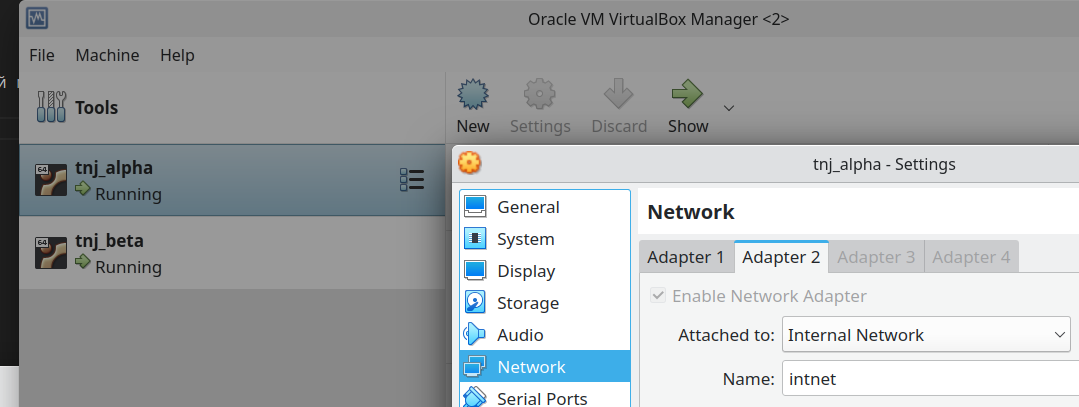 Oracle VM VirtualBox Manager <2>
File Machine Help
й
Tools
New Settings Discard Show
64
tnj_alpha
Running
64
tnj_beta
Running
tnj_alpha - Settings
General
System
Display
Storage
Audio
Network
Serial Ports
Network
Adapter 1 Adapter 2 Adapter 3 Adapter 4
Enable Network Adapter
Attached to: Internal Network
Name: intnet